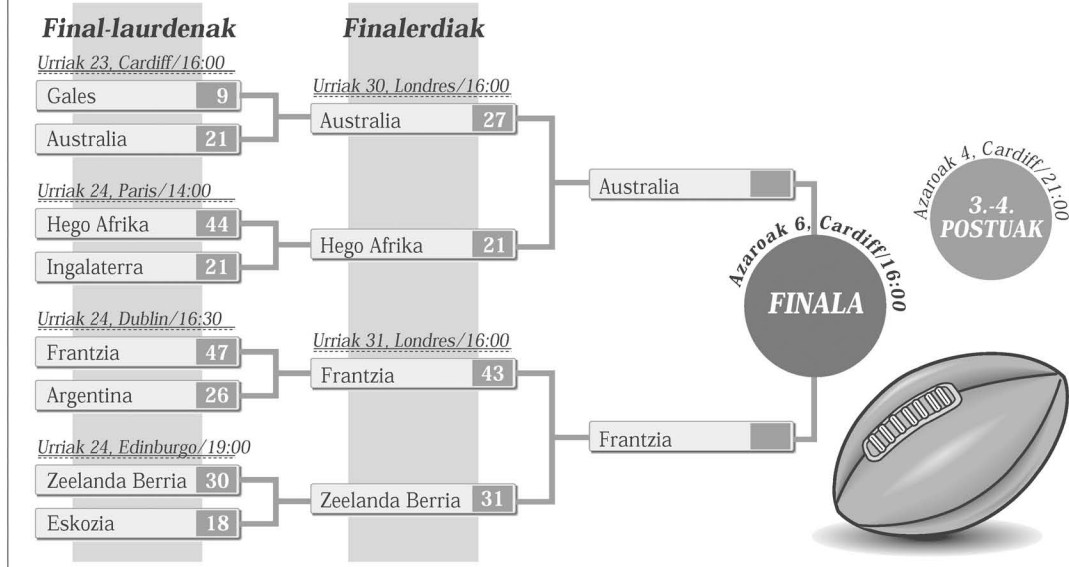 Final-laurdenak
Urriak 23, Cardiff/16:00
Gales 9
Australia 21
Urriak 24, Paris/14:00
Hego Afrika 44
Ingalaterra 21
Urriak 24, Dublin/16:30
Frantzia 47
Argentina 26
Urriak 24, Edinburgo/19:00
Zeelanda Berria 30
Eskozia 18
Finalerdiak
Urriak 30, Londres/16:00
Australia 27
Hego Afrika 21
Urriak 31, Londres/16:00
Frantzia 43
Zeelanda Berria 31
Australia
Azaroak 6, Cardiff/16:00
FINALA
Frantzia
Azaroak 4, Cardiff/21:00
3.-4.
POSTUAK